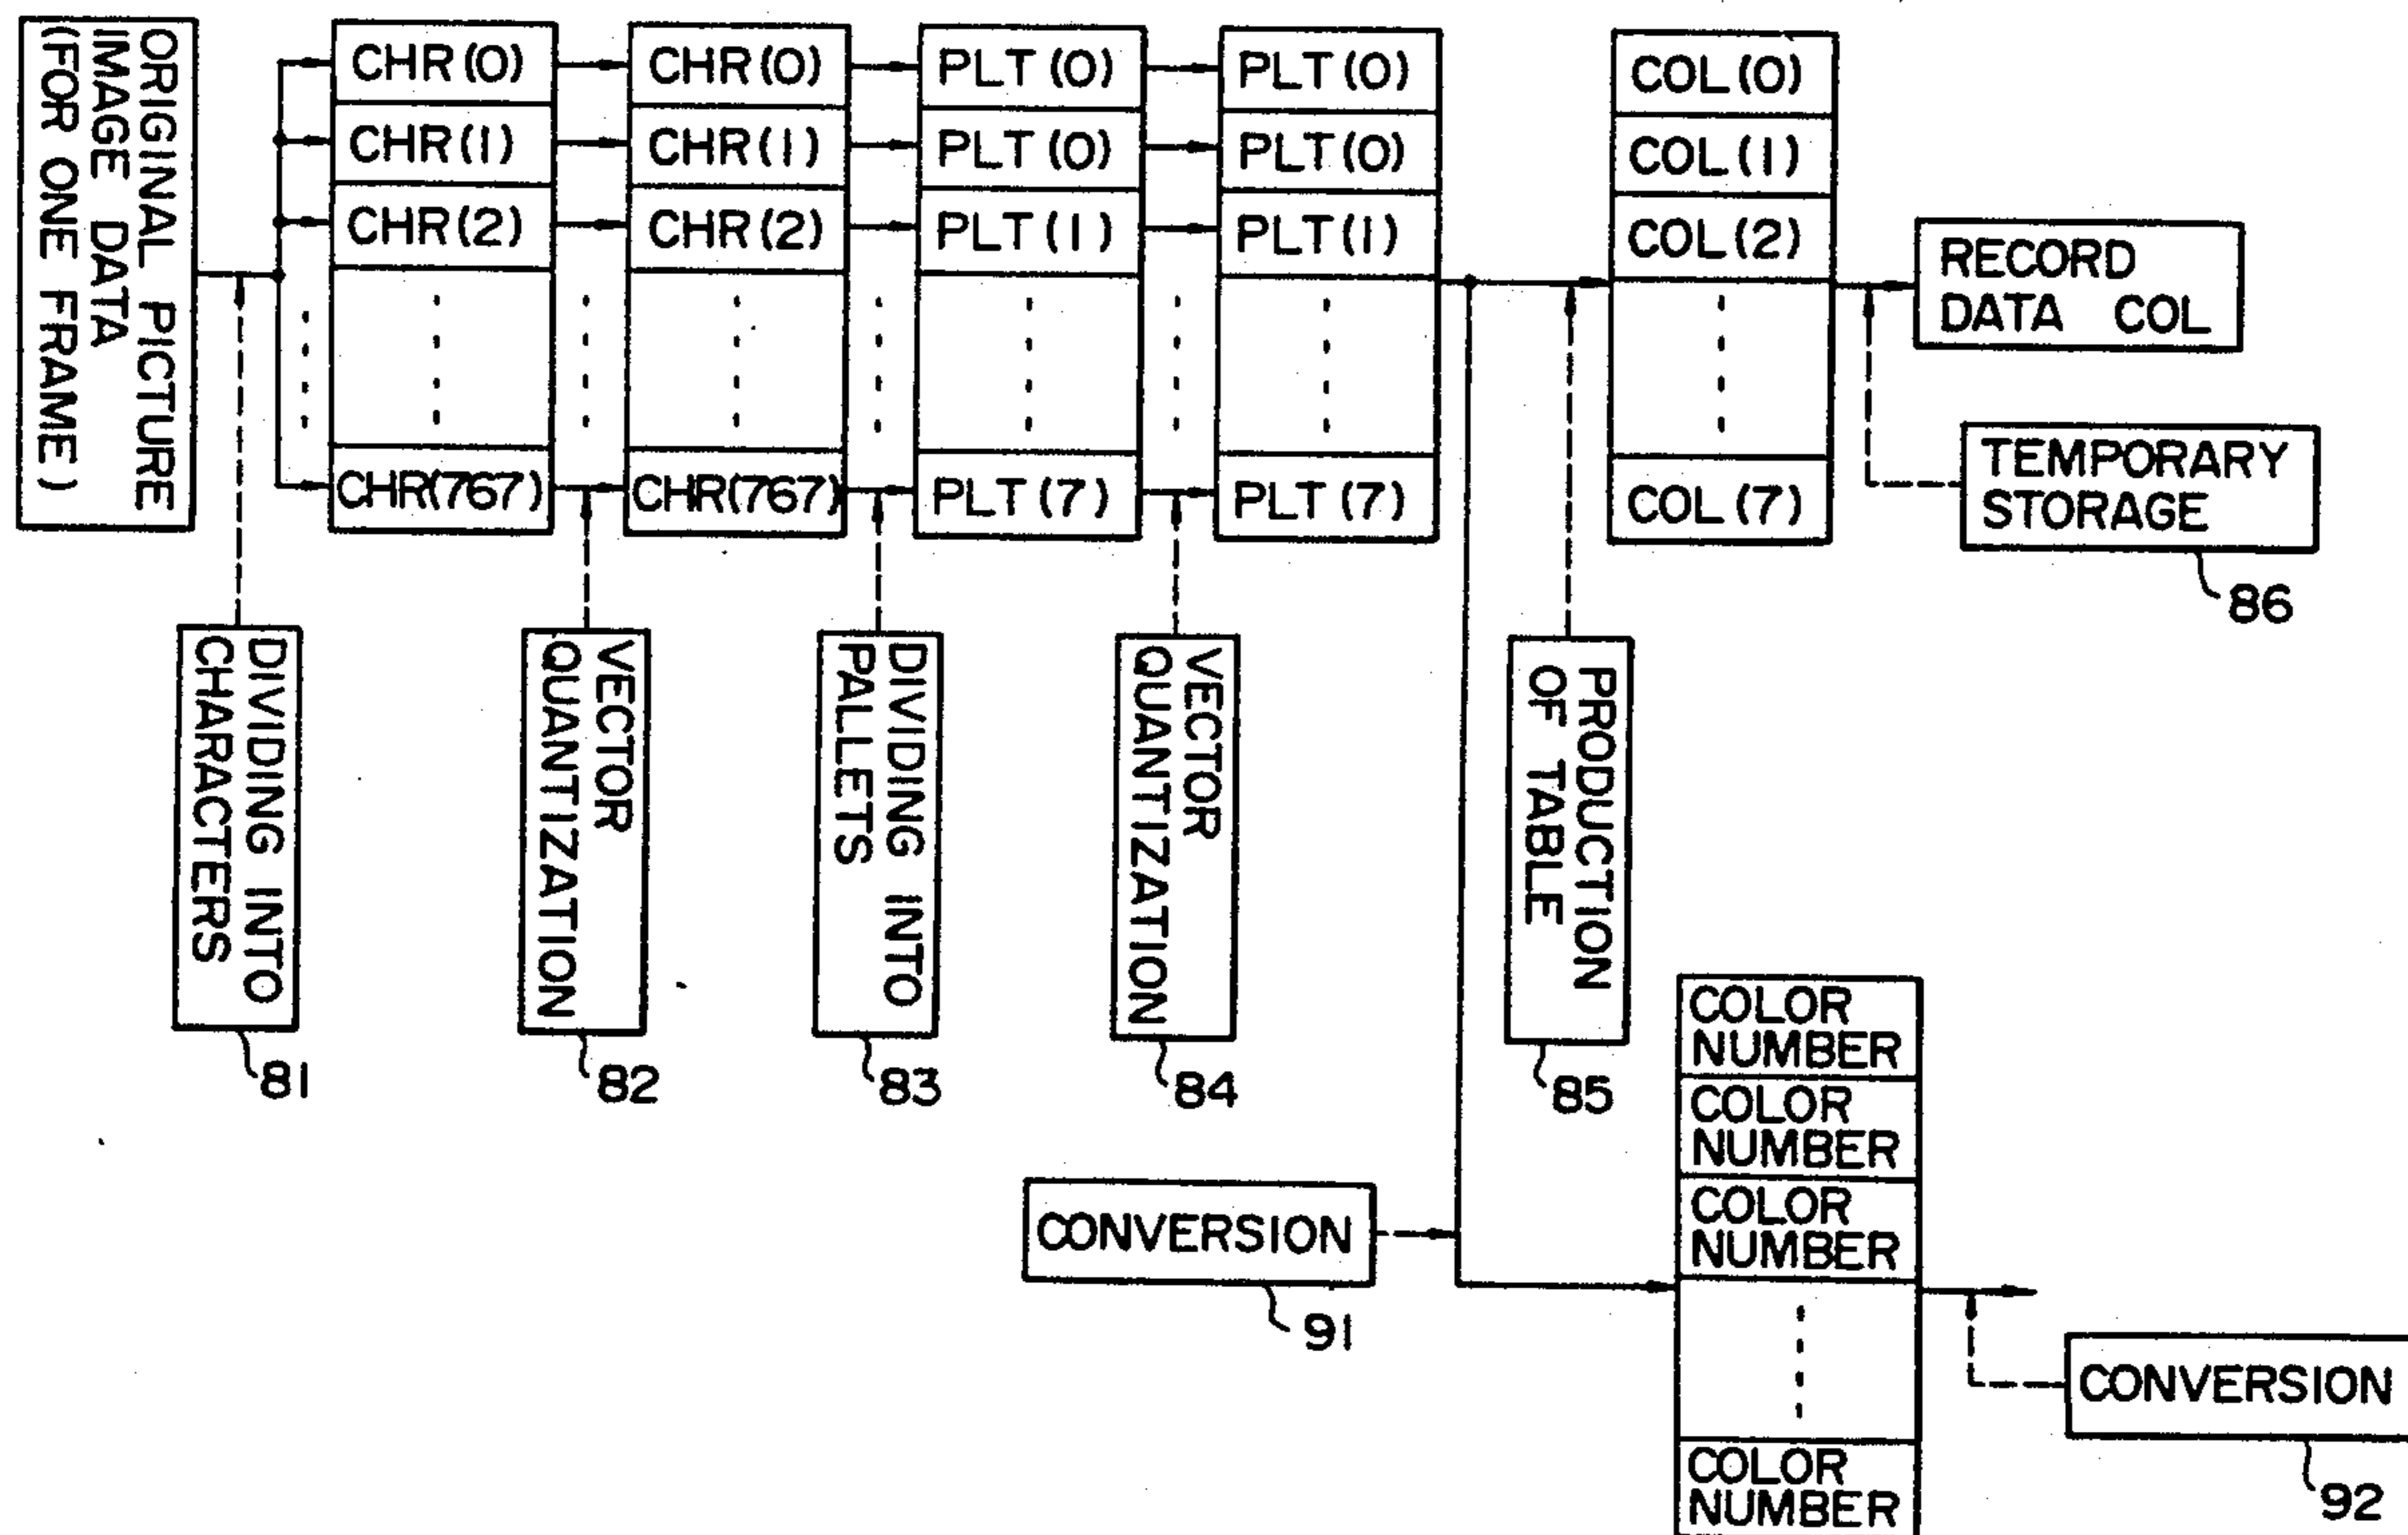 ORIGINAL PICTURE
IMAGE DATA
(FOR ONE FRAME)
CHR(0)
CHR(1)
CHR(2)
CHR(767)
CHR(0)
CHR(1)
CHR(2)
CHR(767)
PLT(0)
PLT(0)
PLT(1)
PLT(7)
PLT(0)
PLT(0)
PLT(1)
PLT(7)
COL(0)
COL(1)
COL(2)
COL(7)
RECORD
DATA COL
TEMPORARY
STORAGE
86
DIVIDING INTO
CHARACTERS
81
VECTOR
QUANTIZATION
82
DIVIDING INTO
PALLETS
83
VECTOR
QUANTIZATION
84
PRODUCTION
OF TABLE
85
CONVERSION
91
COLOR
NUMBER
COLOR
NUMBER
COLOR
NUMBER
COLOR
NUMBER
CONVERSION
92